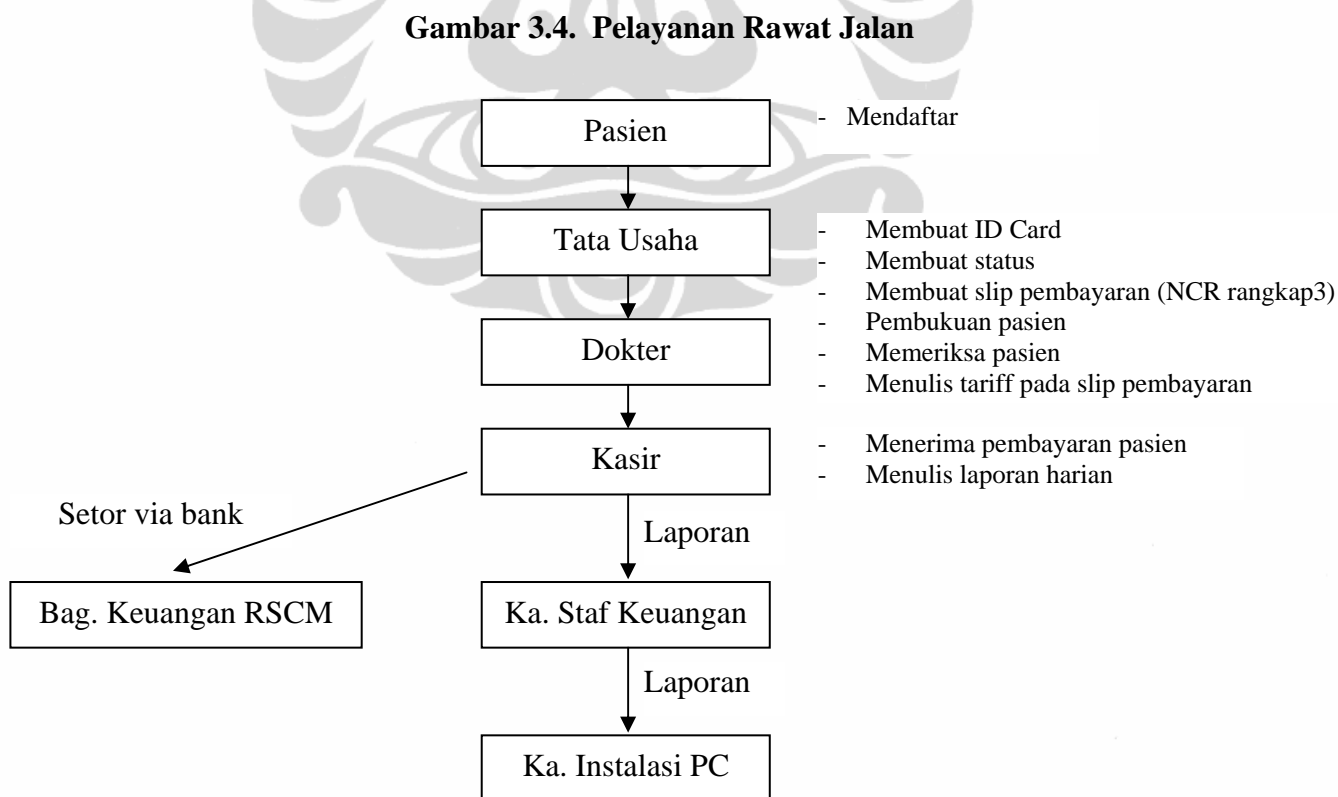 Gambar 3.4. Pelayanan Rawat Jalan
Pasien
- Mendaftar
Tata Usaha
- Membuat ID Card
- Membuat status
- Membuat slip pembayaran (NCR rangkap3)
- Pembukuan pasien
Dokter
- Memeriksa pasien
- Menulis tariff pada slip pembayaran
Kasir
- Menerima pembayaran pasien
- Menulis laporan harian
Setor via bank
Laporan
Bag. Keuangan RSCM
Ka. Staf Keuangan
Laporan
Ka. Instalasi PC